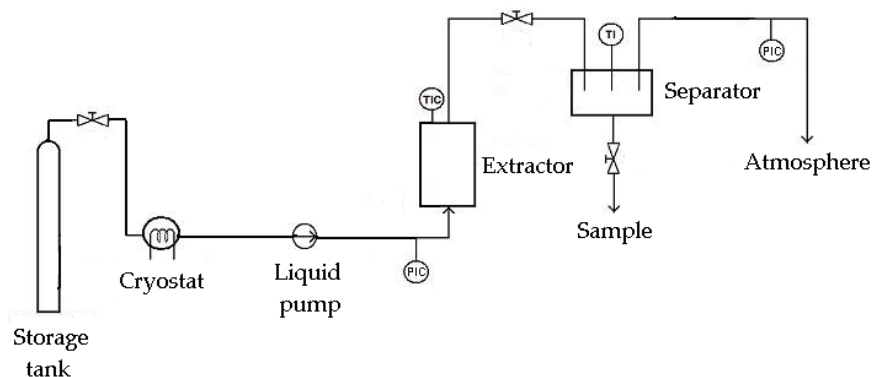 TI
PIC
Separator
TIC
Extractor
Atmosphere
Sample
Cryostat
Liquid
pump
PIC
Storage
tank